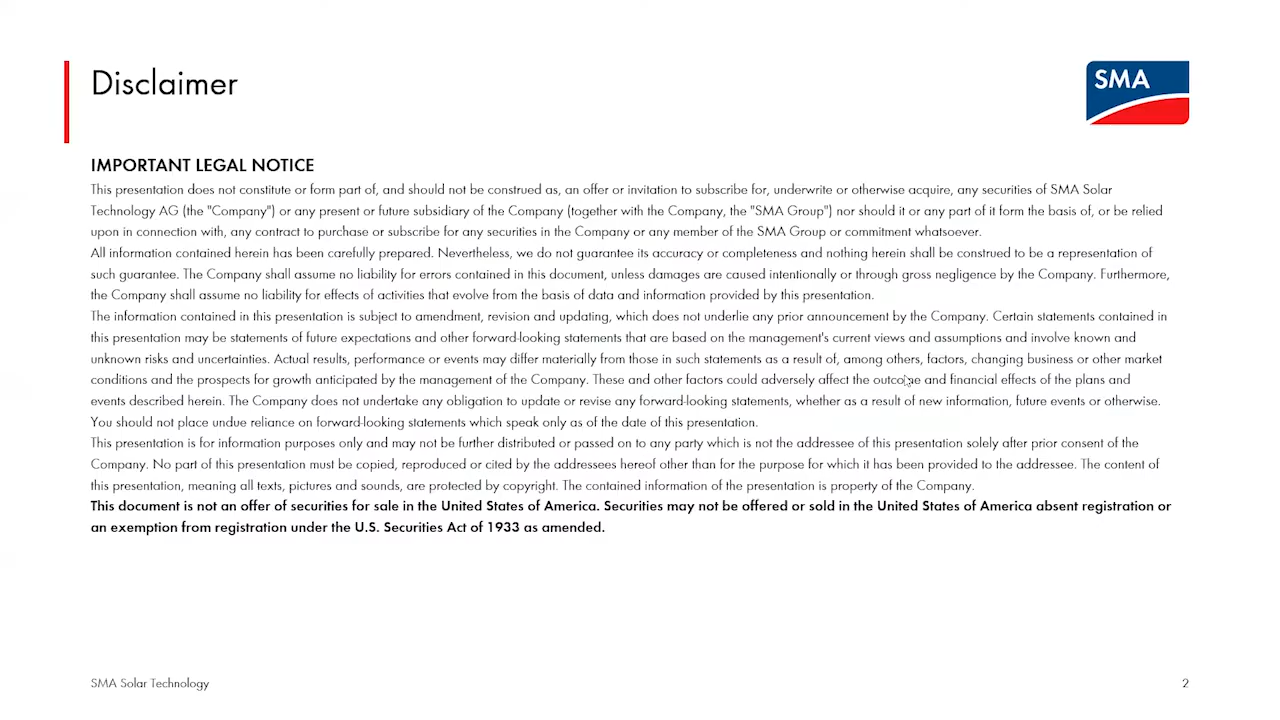 Disclaimer
SMA
IMPORTANT LEGAL NOTICE
This presentation does not constitute or form part of, and should not be construed as, an offer or invitation to subscribe for, underwrite or otherwise acquire, any securities of SMA Solar
Technology AG (the "Company") or any present or future subsidiary of the Company (together with the Company, the "SMA Group") nor should it or any part of it form the basis of, or be relied
upon in connection with, any contract to purchase or subscribe for any securities in the Company or any member of the SMA Group or commitment whatsoever.
All information contained herein has been carefully prepared. Nevertheless, we do not guarantee its accuracy or completeness and nothing herein shall be construed to be a representation of
such guarantee. The Company shall assume no liability for errors contained in this document, unless damages are caused intentionally or through gross negligence by the Company. Furthermore,
the Company shall assume no liability for effects of activities that evolve from the basis of data and information provided by this presentation.
The information contained in this presentation is subject to amendment, revision and updating, which does not underlie any prior announcement by the Company. Certain statements contained in
this presentation may be statements of future expectations and other forward-looking statements that are based on the management's current views and assumptions and involve known and
unknown risks and uncertainties. Actual results, performance or events may differ materially from those in such statements as a result of, among others, factors, changing business or other market
conditions and the prospects for growth anticipated by the management of the Company. These and other factors could adversely affect the outcome and financial effects of the plans and
events described herein. The Company does not undertake any obligation to update or revise any forward-looking statements, whether as a result of new information, future events or otherwise.
You should not place undue reliance on forward-looking statements which speak only as of the date of this presentation.
This presentation is for information purposes only and may not be further distributed or passed on to any party which is not the addressee of this presentation solely after prior consent of the
Company. No part of this presentation must be copied, reproduced or cited by the addressees hereof other than for the purpose for which it has been provided to the addressee. The content of
this presentation, meaning all texts, pictures and sounds, are protected by copyright. The contained information of the presentation is property of the Company.
This document is not an offer of securities for sale in the United States of America. Securities may not be offered or sold in the United States of America absent registration or
an exemption from registration under the U.S. Securities Act of 1933 as amended.
SMA Solar Technology
2